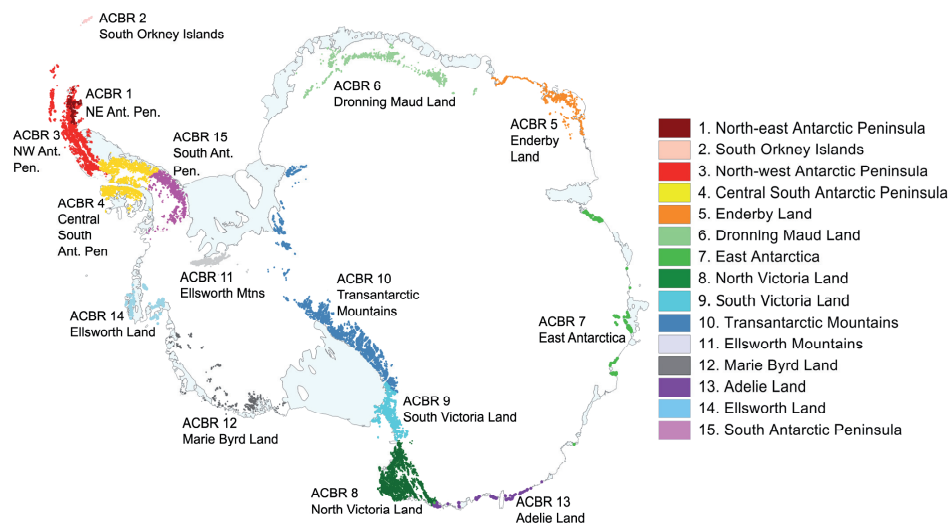 ACBR 2
South Orkney Islands
ACBR 1
NE Ant. Pen.
ACBR 3
NW Ant.
Pen.
ACBR 15
South Ant.
Pen.
ACBR 6
Dronning Maud Land
ACBR 5
Enderby
Land
ACBR 4
Central
South
Ant. Pen
ACBR 11
Ellsworth Mtns
ACBR 10
Transantarctic
Mountains
ACBR 14
Ellsworth Land
ACBR 7
East Antarctica
ACBR 9
South Victoria Land
ACBR 12
Marie Byrd Land
ACBR 8
North Victoria Land
ACBR 13
Adelie Land
1. North-east Antarctic Peninsula
2. South Orkney Islands
3. North-west Antarctic Peninsula
4. Central South Antarctic Peninsula
5. Enderby Land
6. Dronning Maud Land
7. East Antarctica
8. North Victoria Land
9. South Victoria Land
10. Transantarctic Mountains
11. Ellsworth Mountains
12. Marie Byrd Land
13. Adelie Land
14. Ellsworth Land
15. South Antarctic Peninsula